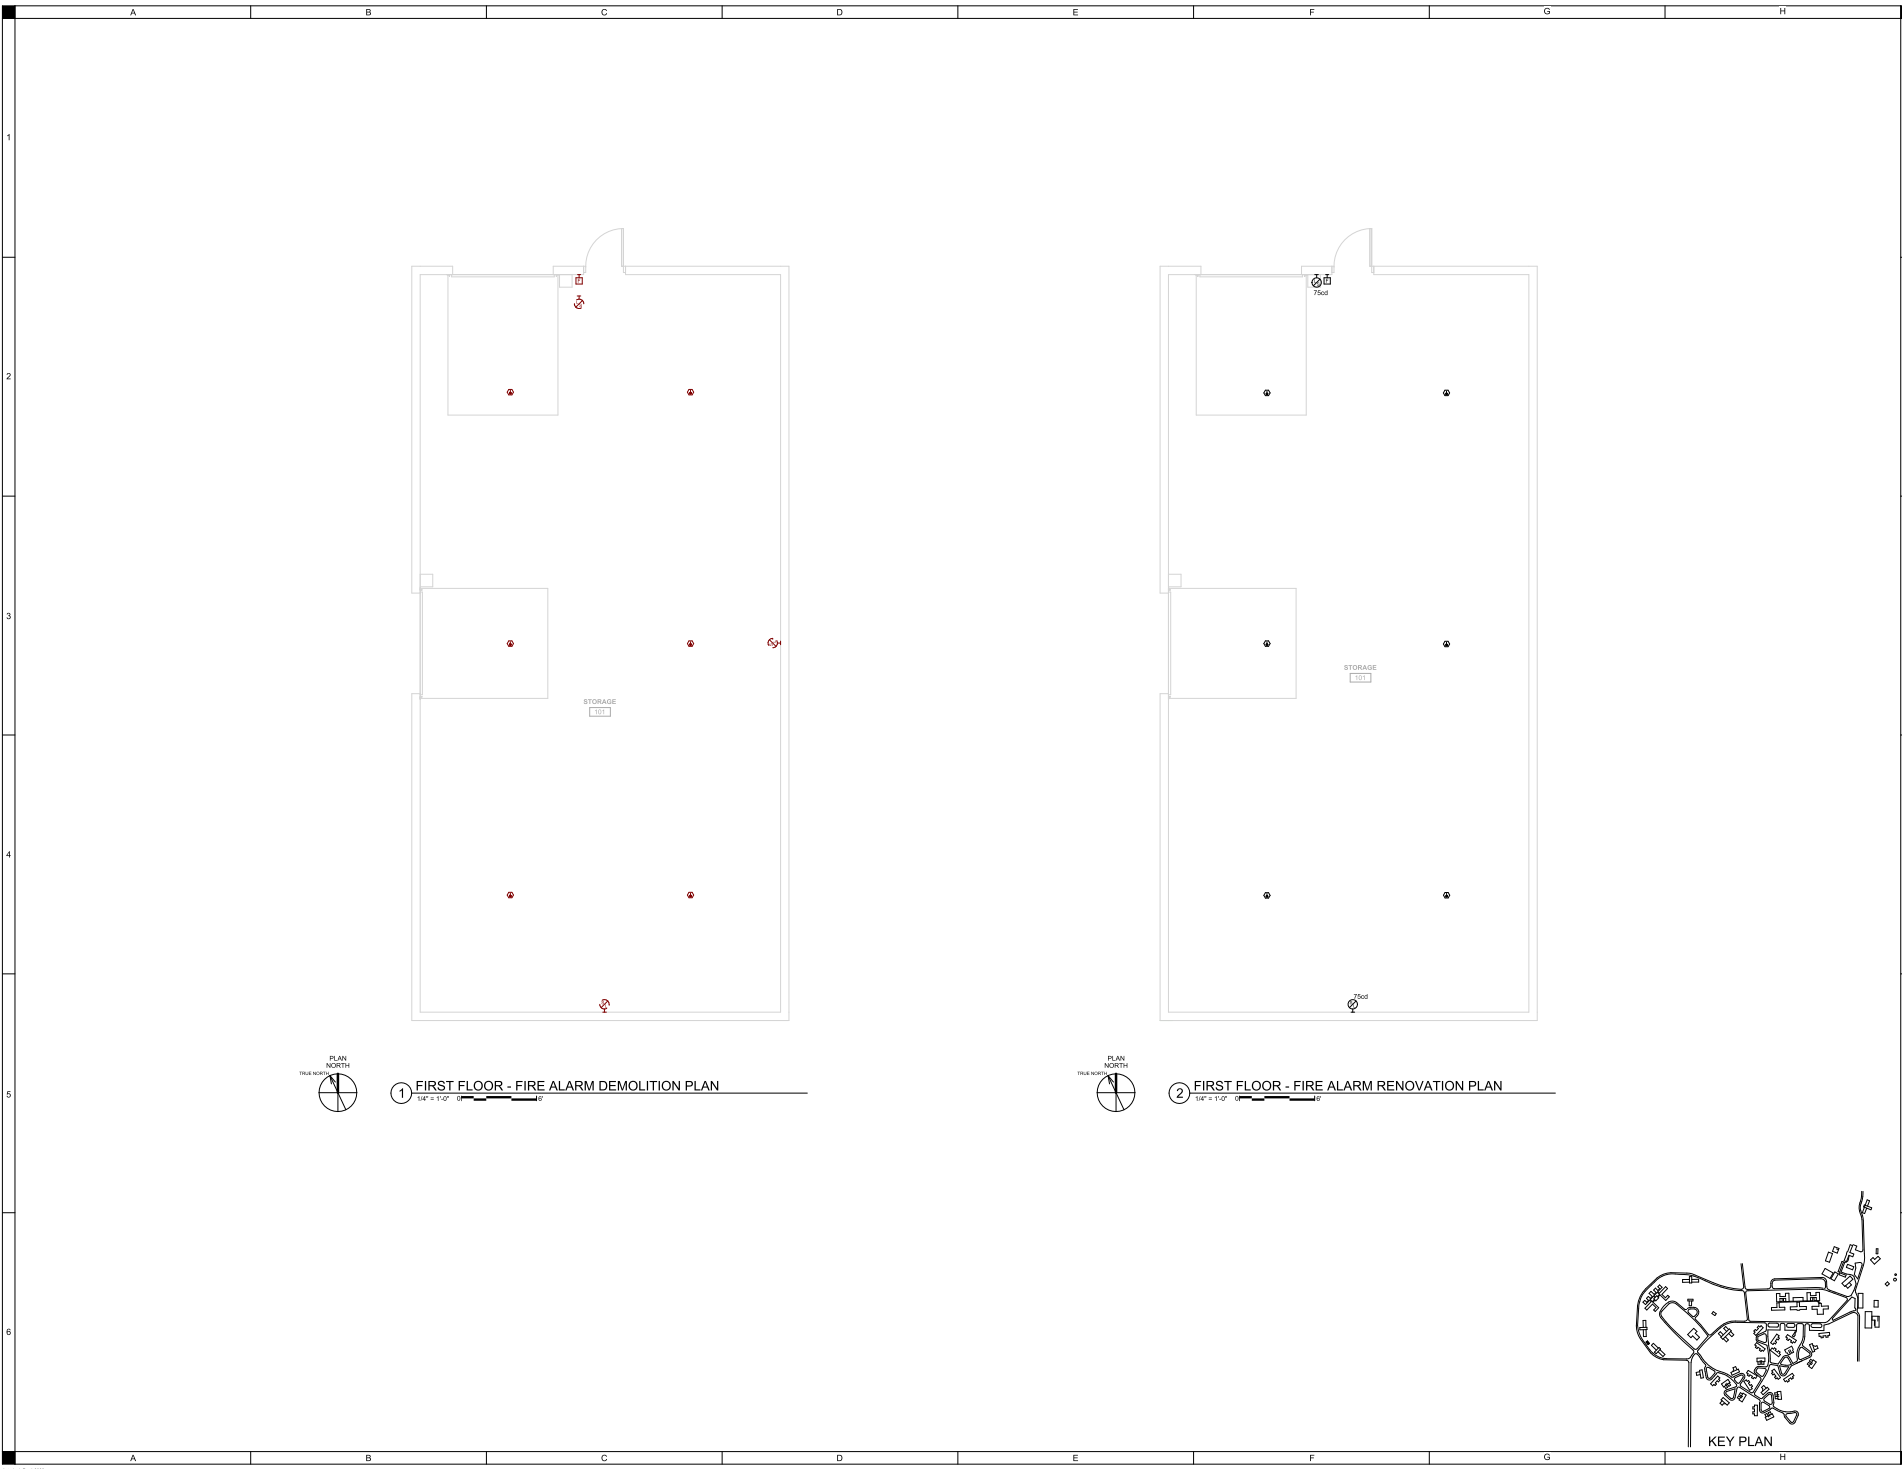 A B C D E F G H
1
75cd
2
3
STORAGE
101
STORAGE
101
4
75cd
PLAN
NORTH
TRUE NORTH
1 FIRST FLOOR - FIRE ALARM DEMOLITION PLAN
1/4" = 1'-0" 0 6'
PLAN
NORTH
TRUE NORTH
2 FIRST FLOOR - FIRE ALARM RENOVATION PLAN
1/4" = 1'-0" 0 6'
5
6
KEY PLAN
A B C D E F G H